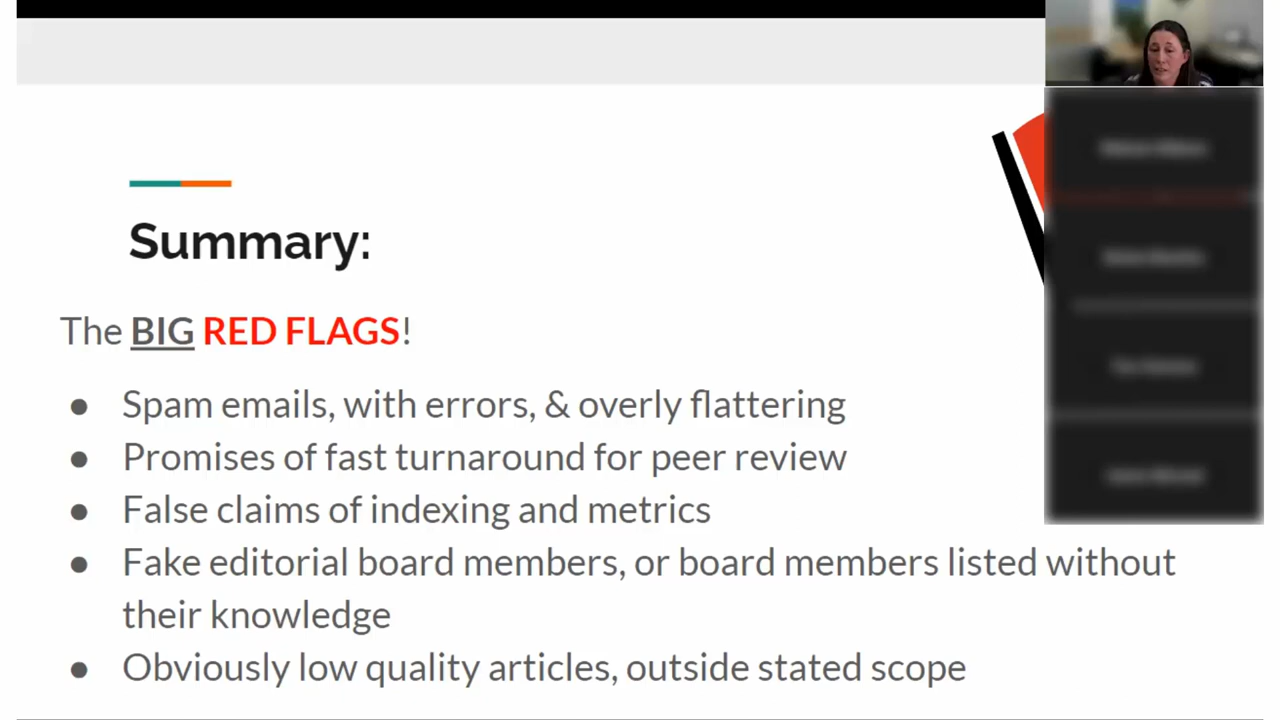 Summary:
The BIG RED FLAGS!
● Spam emails, with errors, & overly flattering
● Promises of fast turnaround for peer review
● False claims of indexing and metrics
● Fake editorial board members, or board members listed without
their knowledge
● Obviously low quality articles, outside stated scope